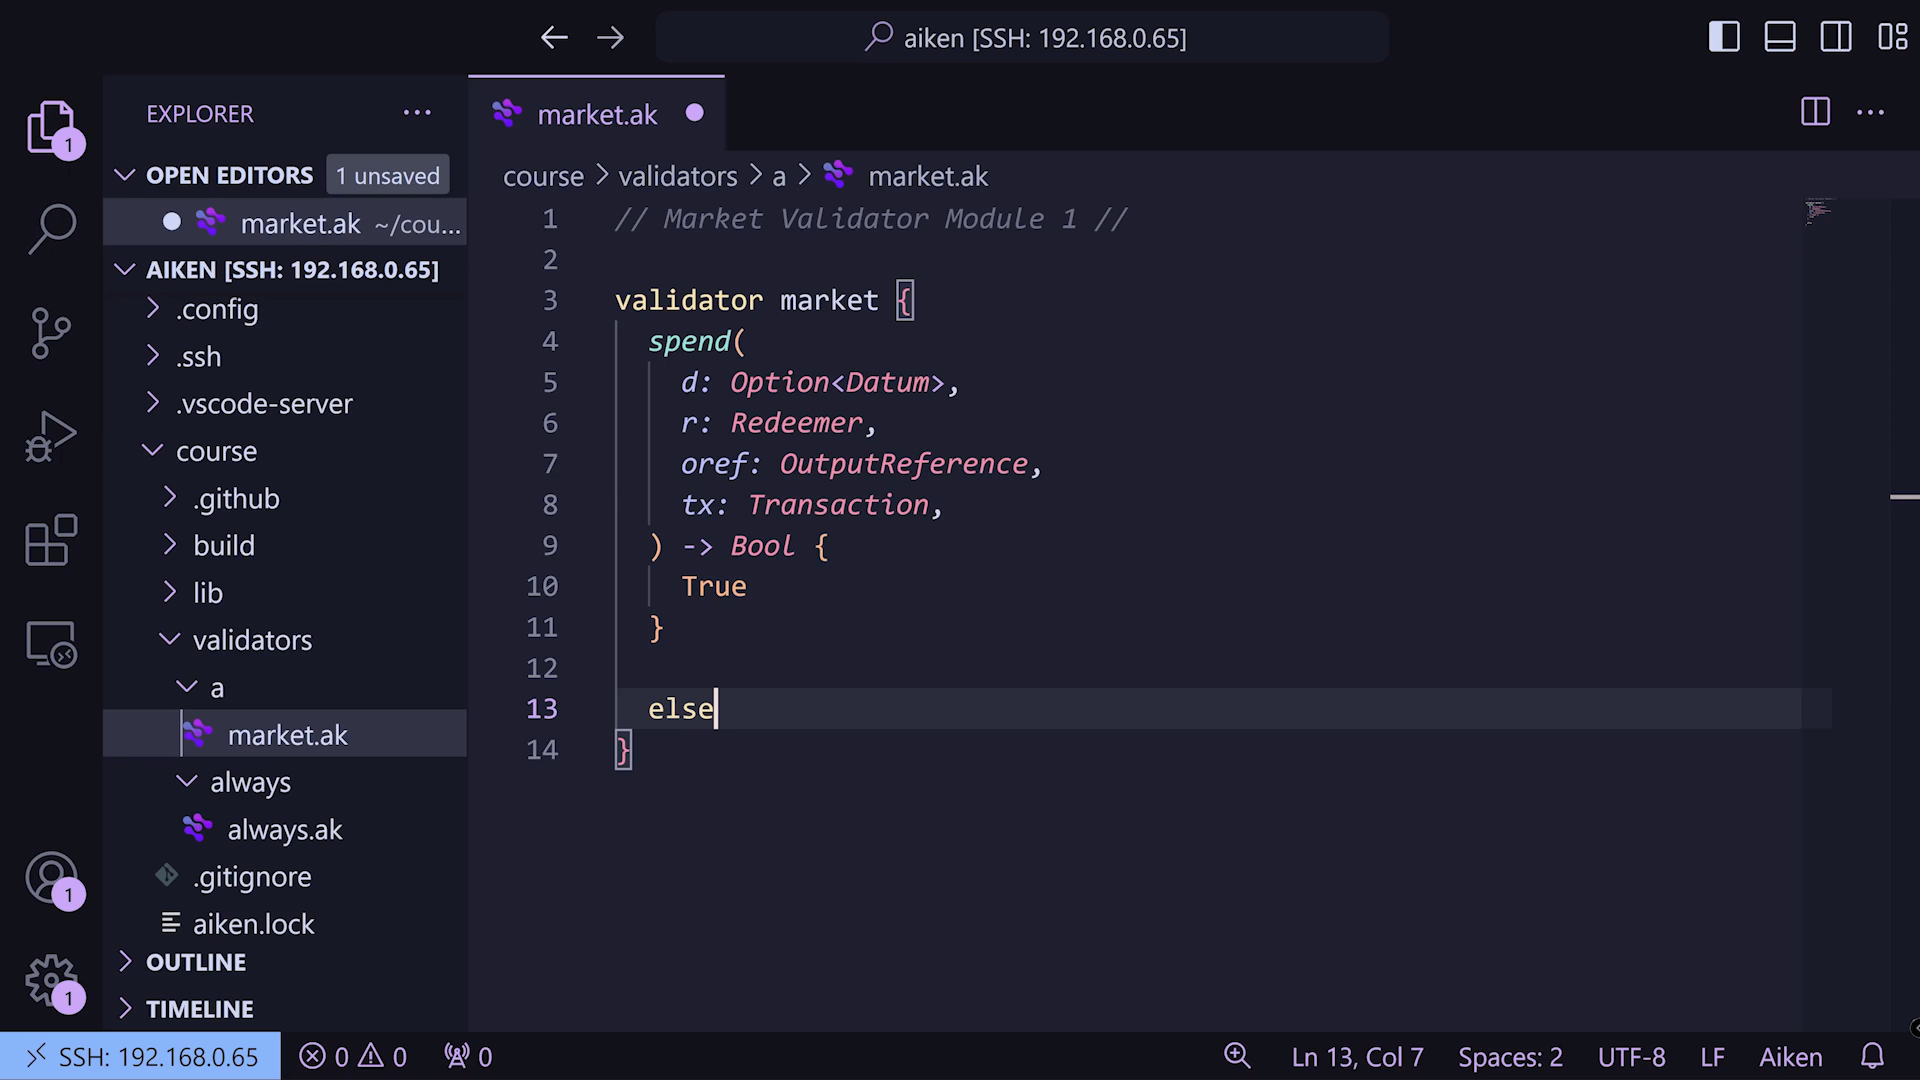 aiken [SSH: 192.168.0.65]
EXPLORER
1
OPEN EDITORS 1 unsaved
market.ak ~/cou...
AIKEN [SSH: 192.168.0.65]
.config
.ssh
.vscode-server
course
.github
build
lib
validators
a
market.ak
always
always.ak
.gitignore
aiken.lock
OUTLINE
TIMELINE
1
1
market.ak
course > validators > a > market.ak
1 // Market Validator Module 1 //
2
3 validator market {
4 spend(
5 d: Option<Datum>,
6 r: Redeemer,
7 oref: OutputReference,
8 tx: Transaction,
9 ) -> Bool {
10 True
11 }
12
13 else
14 }
SSH: 192.168.0.65 0 0 0 Ln 13, Col 7 Spaces: 2 UTF-8 LF Aiken